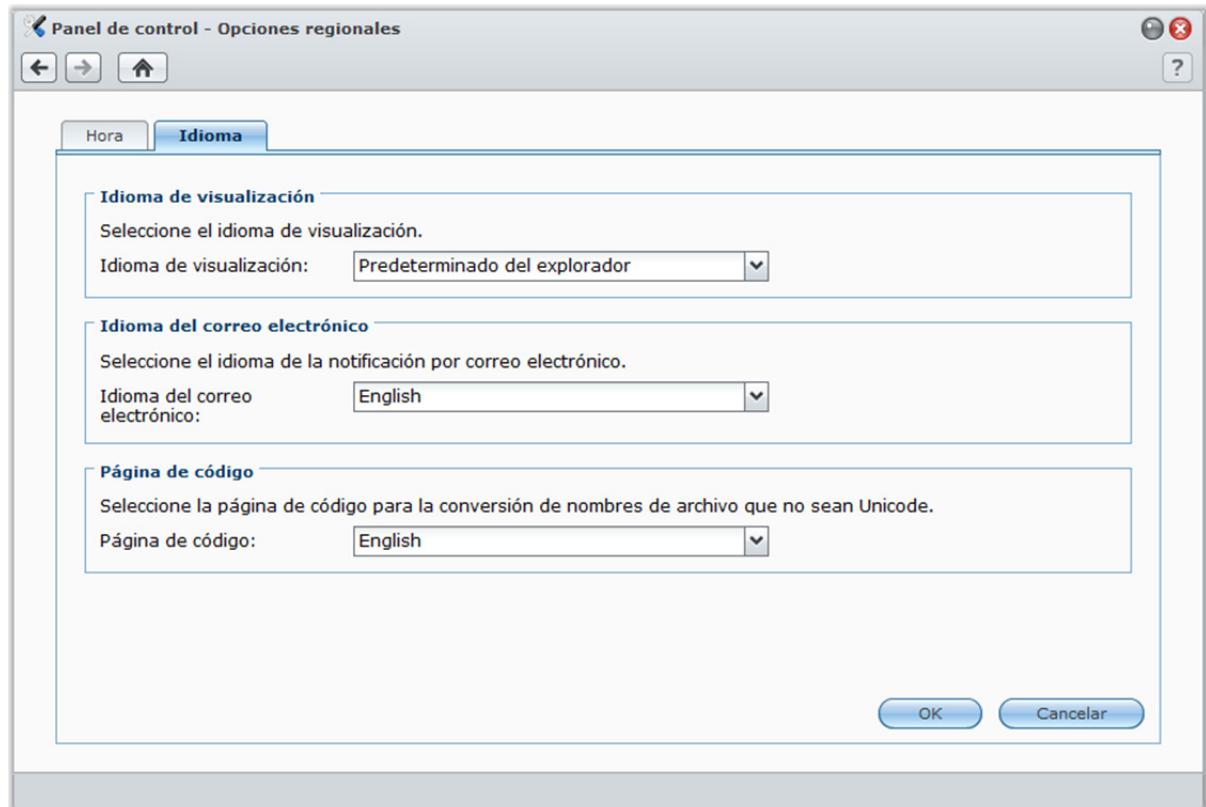 Panel de control - Opciones regionales
?
Hora
Idioma
Idioma de visualización
Seleccione el idioma de visualización.
Idioma de visualización: Predeterminado del explorador
Idioma del correo electrónico
Seleccione el idioma de la notificación por correo electrónico.
Idioma del correo
electrónico:
English
Página de código
Seleccione la página de código para la conversión de nombres de archivo que no sean Unicode.
Página de código: English
OK
Cancelar